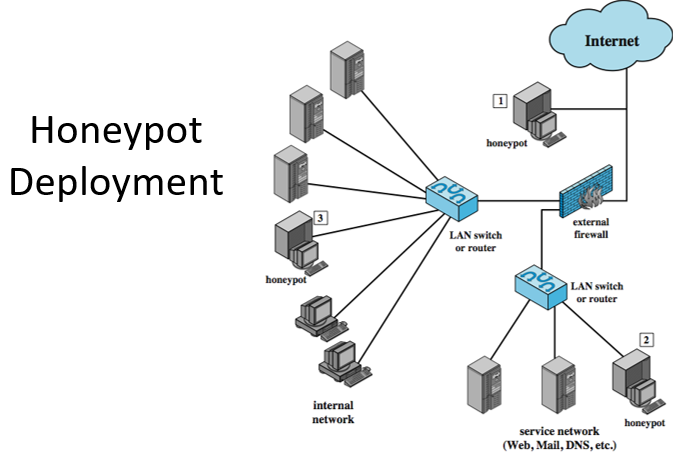 Honeypot
Deployment
Internet
1
honeypot
external
firewall
LAN switch
or router
3
honeypot
LAN switch
or router
2
honeypot
internal
network
service network
(Web, Mail, DNS, etc.)